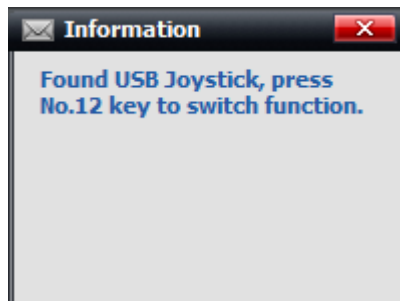 Information
Found USB Joystick, press
No.12 key to switch function.